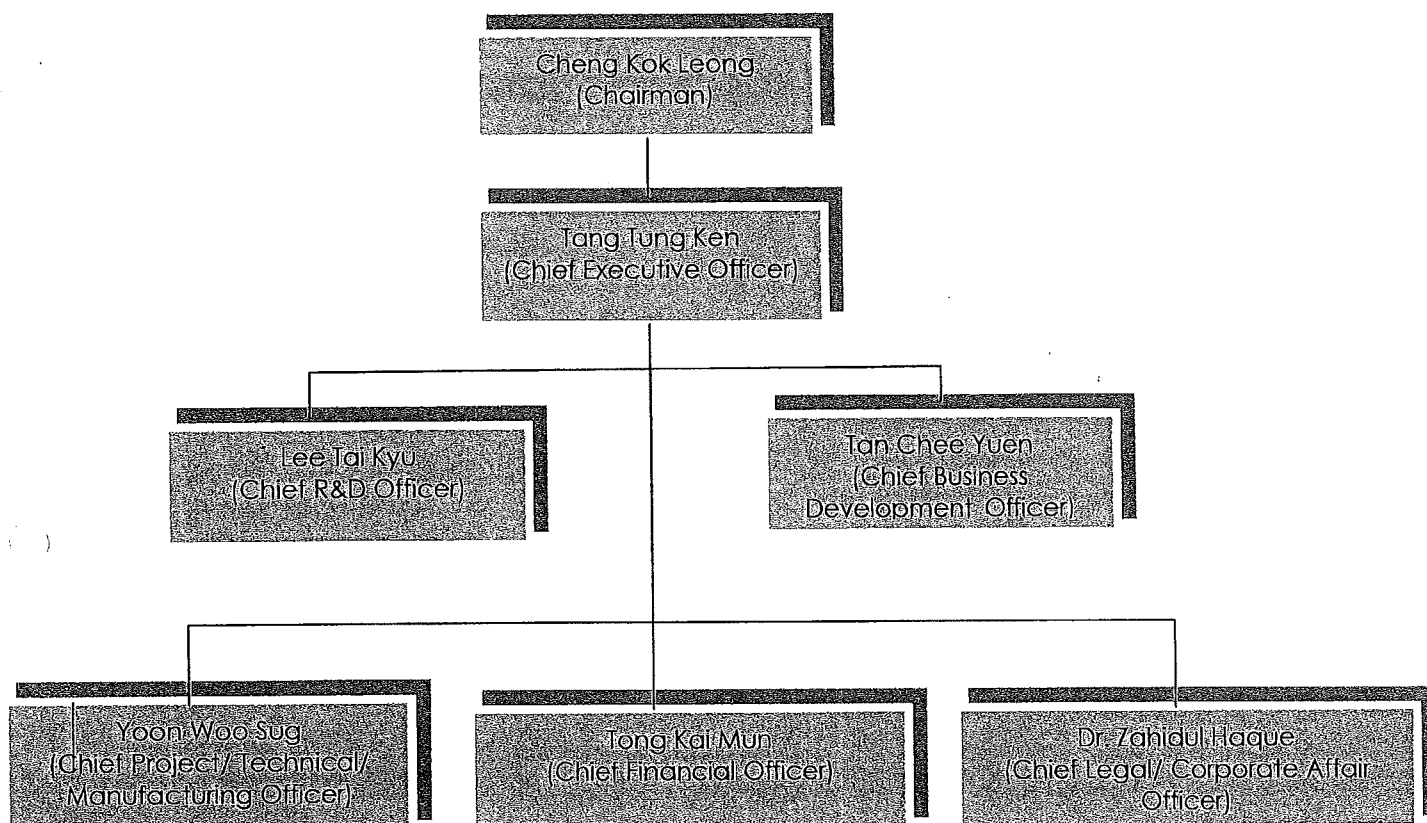 Cheng Kok Leong
(Chairman)
Tang Tung Ken
(Chief Executive Officer)
Lee Tai Kyu
(Chief R&D Officer)
Tan Chee Yuen
(Chief Business
Development Officer)
Yoon Woo Sug
(Chief Project/ Technical/
Manufacturing Officer)
Tong Kai Mun
(Chief Financial Officer)
Dr. Zahidul Haque
(Chief Legal/ Corporate Affair
Officer)